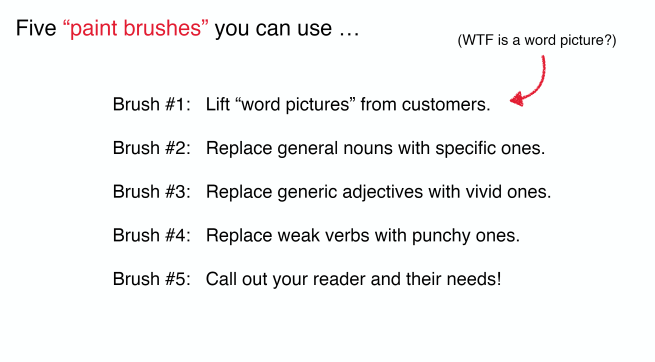 Five “paint brushes” you can use …
(WTF is a word picture?)
Brush #1: Lift “word pictures” from customers.
Brush #2: Replace general nouns with specific ones.
Brush #3: Replace generic adjectives with vivid ones.
Brush #4: Replace weak verbs with punchy ones.
Brush #5: Call out your reader and their needs!